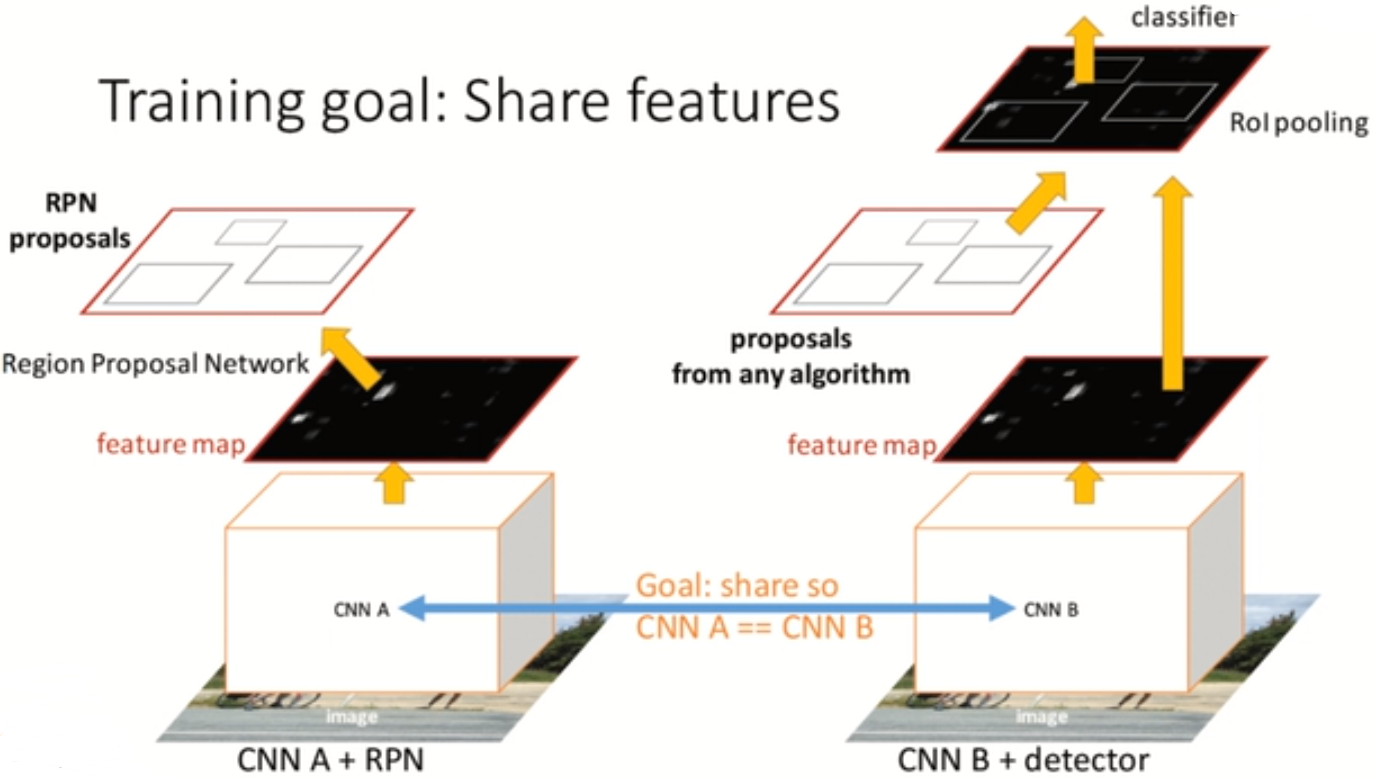 classifier
Training goal: Share features
RoI pooling
RPN
proposals
proposals
from any algorithm
Region Proposal Network
feature map
feature map
Goal: share so
CNN A == CNN B
CNN A
CNN B
image
image
CNN A + RPN
CNN B + detector